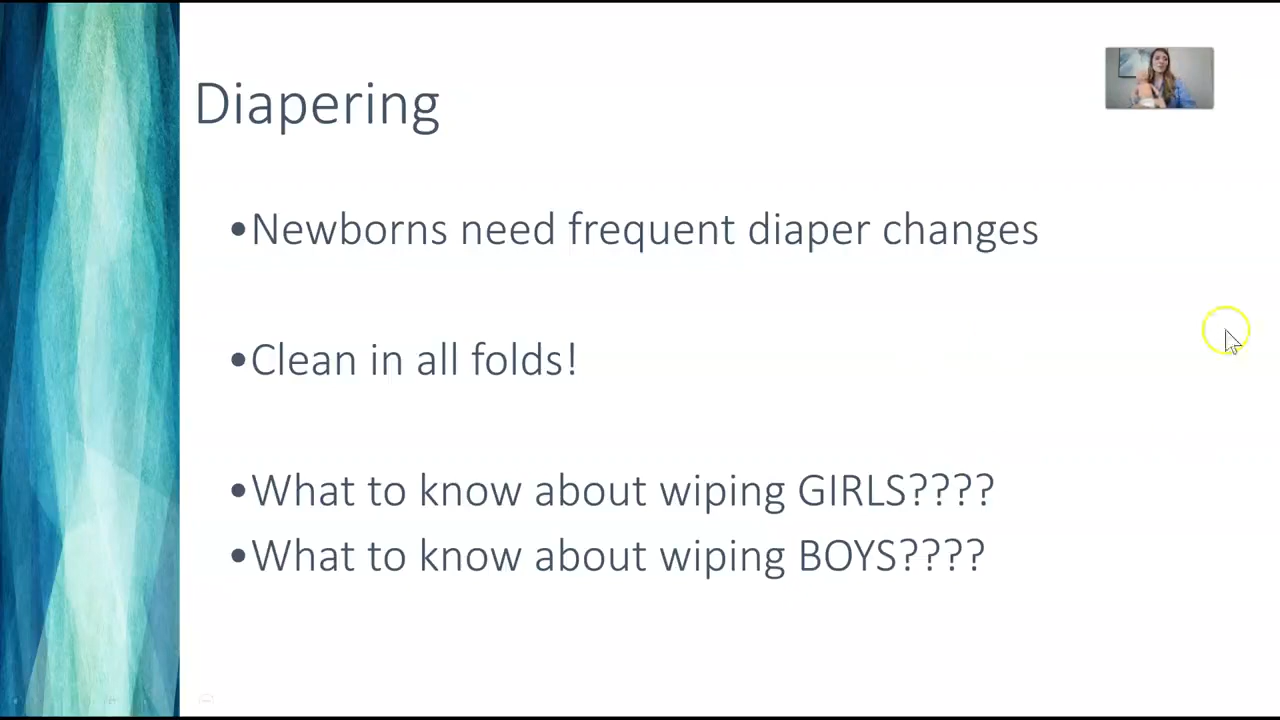 Diapering
•Newborns need frequent diaper changes
•Clean in all folds!
•What to know about wiping GIRLS????
•What to know about wiping BOYS????